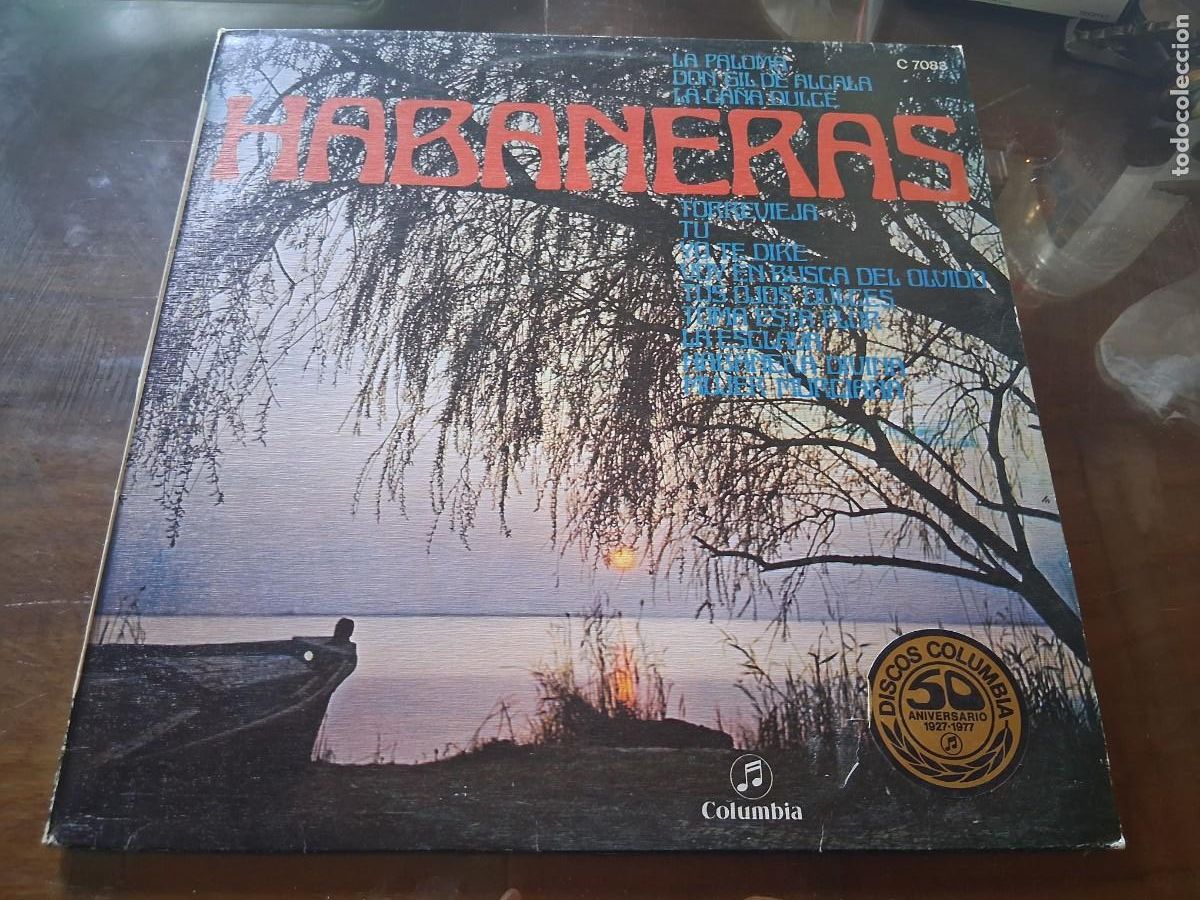 LA PALOMA
DON GIL DE ALCALA
LA CAÑA DULCE
C 7083
HABANERAS
TORREVIEJA
TU
YO TE DIRE
VOY EN BUSCA DEL OLVIDO
TUS OJOS DULCES
TOMA ESTA FLOR
LA ESCLAVA
HABANERA DIVINA
MUJER MURCIANA
DISCOS COLUMBIA
50
ANIVERSARIO
1927-1977
Columbia
todocoleccion